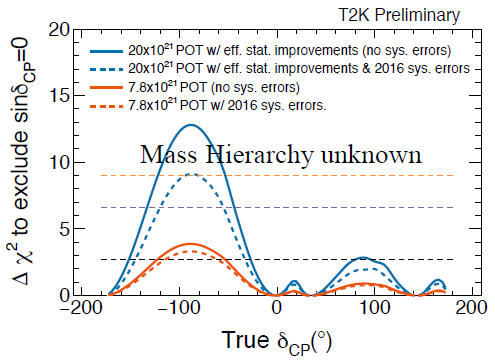 T2K Preliminary
20x10²¹ POT w/ eff. stat. improvements (no sys. errors)
20x10²¹ POT w/ eff. stat. improvements & 2016 sys. errors
7.8x10²¹ POT (no sys. errors)
7.8x10²¹ POT w/ 2016 sys. errors.
Mass Hierarchy unknown
Δ χ² to exclude sinδCP=0
20
15
10
5
0
−200 −100 0 100 200
True δCP(°)